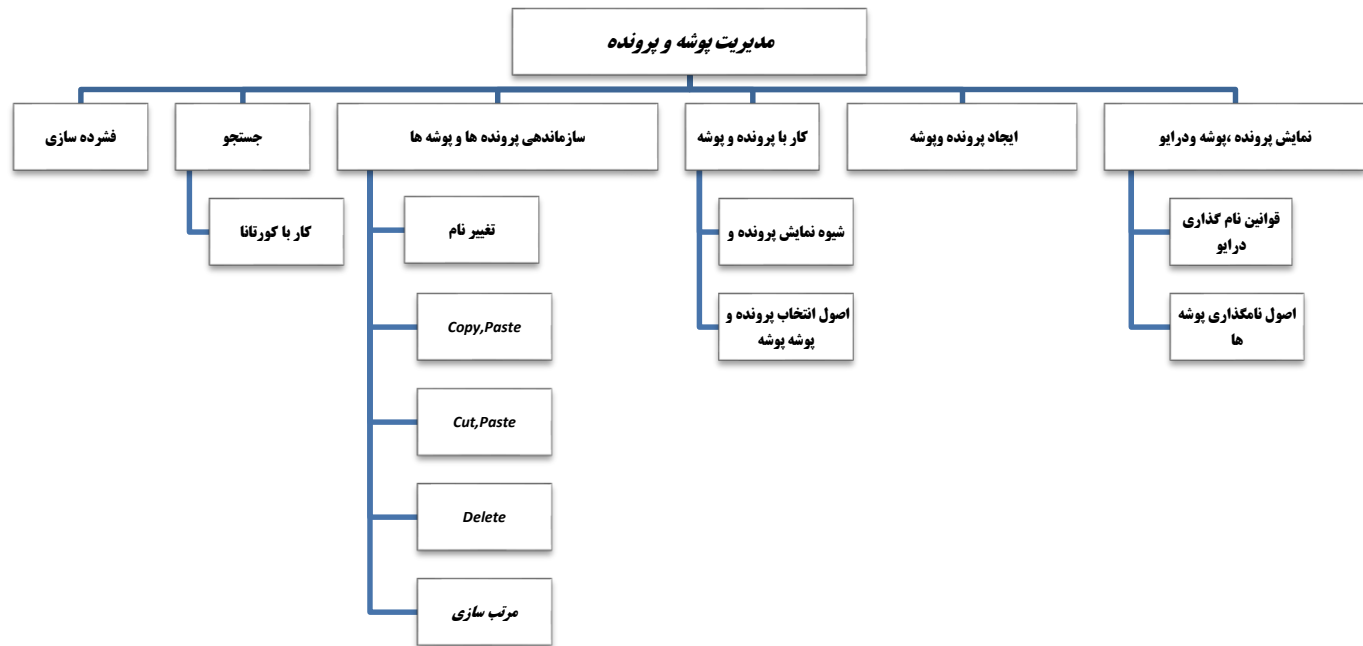 مدیریت پوشه و پرونده
نمایش پرونده ،پوشه ودرایو
ایجاد پرونده وپوشه
کار با پرونده و پوشه
سازماندهی پرونده ها و پوشه ها
جستجو
فشرده سازی
قوانین نام گذاری
درایو
اصول نامگذاری پوشه
ها
شیوه نمایش پرونده و
اصول انتخاب پرونده و
پوشه پوشه
تغییر نام
Copy,Paste
Cut,Paste
Delete
مرتب سازی
کار با کورتانا